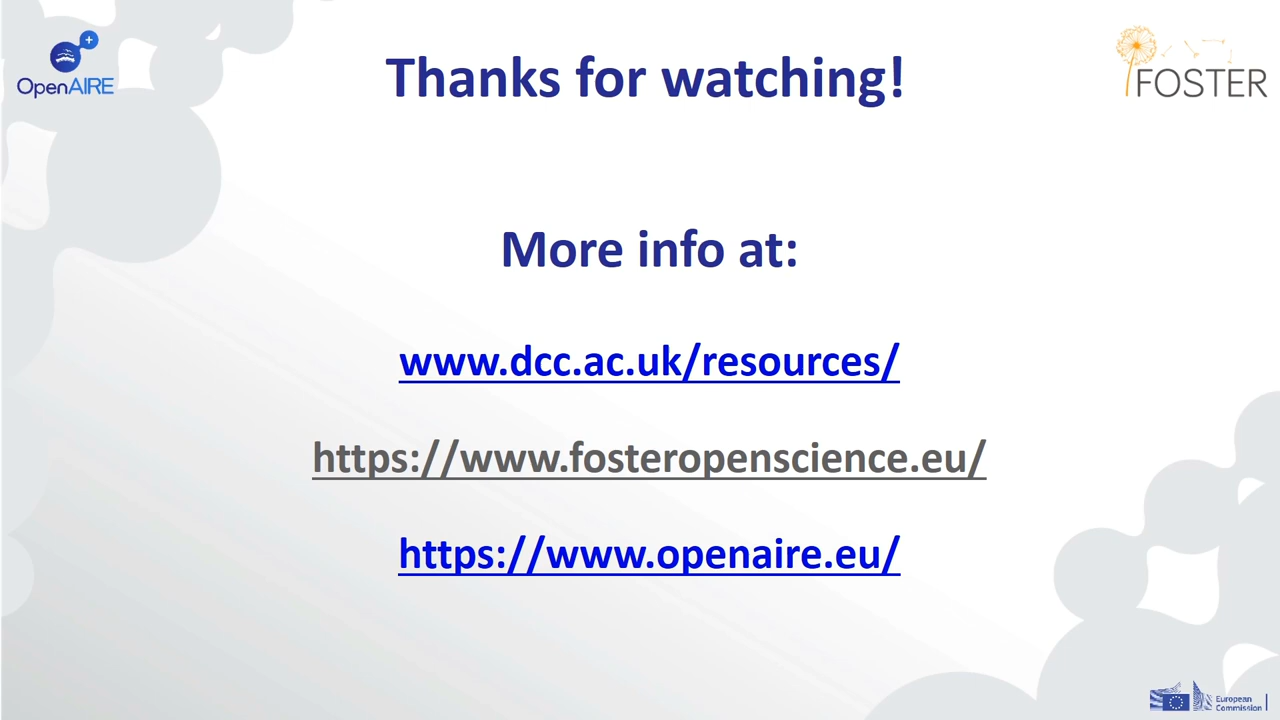 OpenAIRE
Thanks for watching!
FOSTER
More info at:
www.dcc.ac.uk/resources/
https://www.fosteropenscience.eu/
https://www.openaire.eu/
European
Commission